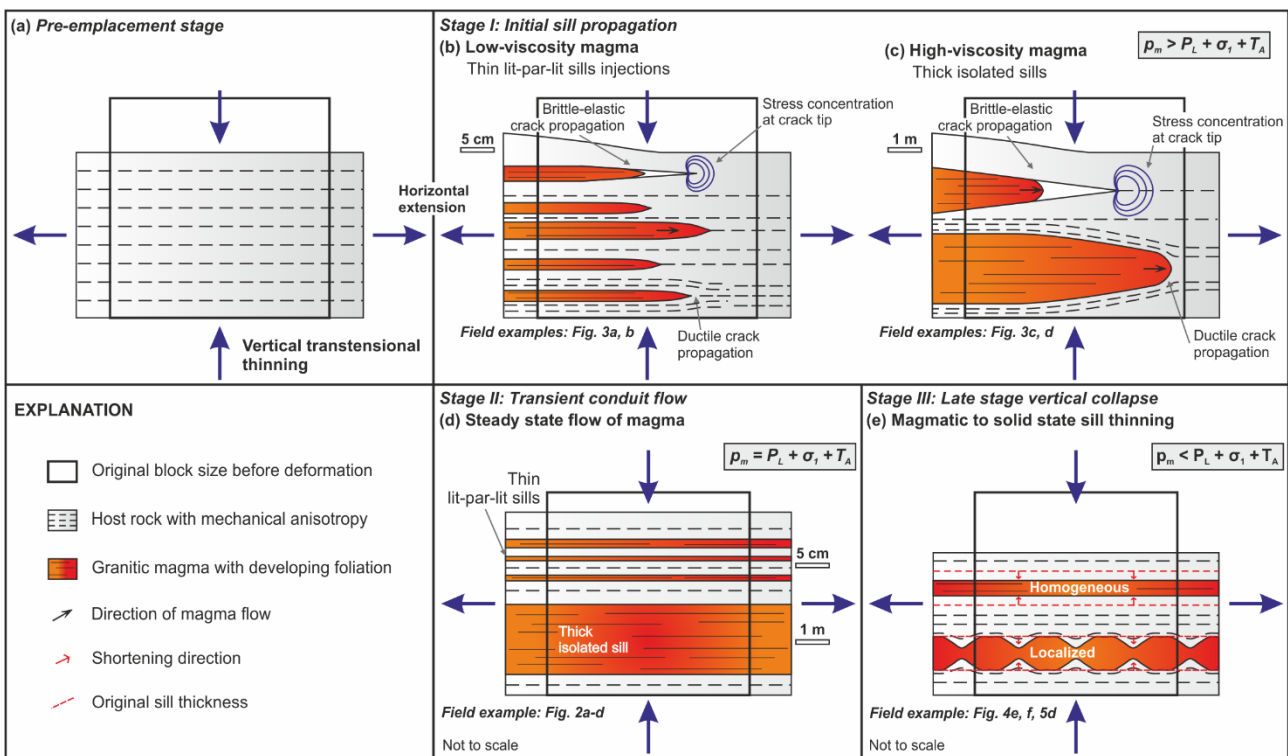 (a) Pre-emplacement stage
Horizontal
extension
Vertical transtensional
thinning
Stage I: Initial sill propagation
(b) Low-viscosity magma
Thin lit-par-lit sills injections
Brittle-elastic
crack propagation
Stress concentration
at crack tip
5 cm
Field examples: Fig. 3a, b
Ductile crack
propagation
(c) High-viscosity magma
Thick isolated sills
pₘ > P_L + σ₁ + T_A
Brittle-elastic
crack propagation
Stress concentration
at crack tip
1 m
Field examples: Fig. 3c, d
Ductile crack
propagation
EXPLANATION
Original block size before deformation
Host rock with mechanical anisotropy
Granitic magma with developing foliation
Direction of magma flow
Shortening direction
Original sill thickness
Stage II: Transient conduit flow
(d) Steady state flow of magma
pₘ = P_L + σ₁ + T_A
Thin
lit-par-lit sills
5 cm
Thick
isolated sill
1 m
Field example: Fig. 2a-d
Not to scale
Stage III: Late stage vertical collapse
(e) Magmatic to solid state sill thinning
pₘ < P_L + σ₁ + T_A
Homogeneous
Localized
Field example: Fig. 4e, f, 5d
Not to scale